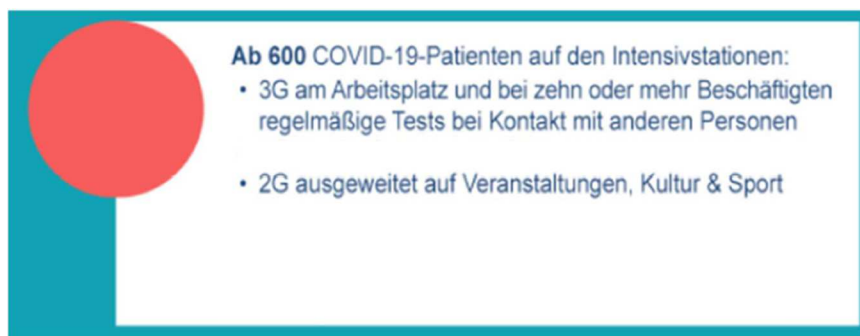 Ab 600 COVID-19-Patienten auf den Intensivstationen:
• 3G am Arbeitsplatz und bei zehn oder mehr Beschäftigten
regelmäßige Tests bei Kontakt mit anderen Personen
• 2G ausgeweitet auf Veranstaltungen, Kultur & Sport